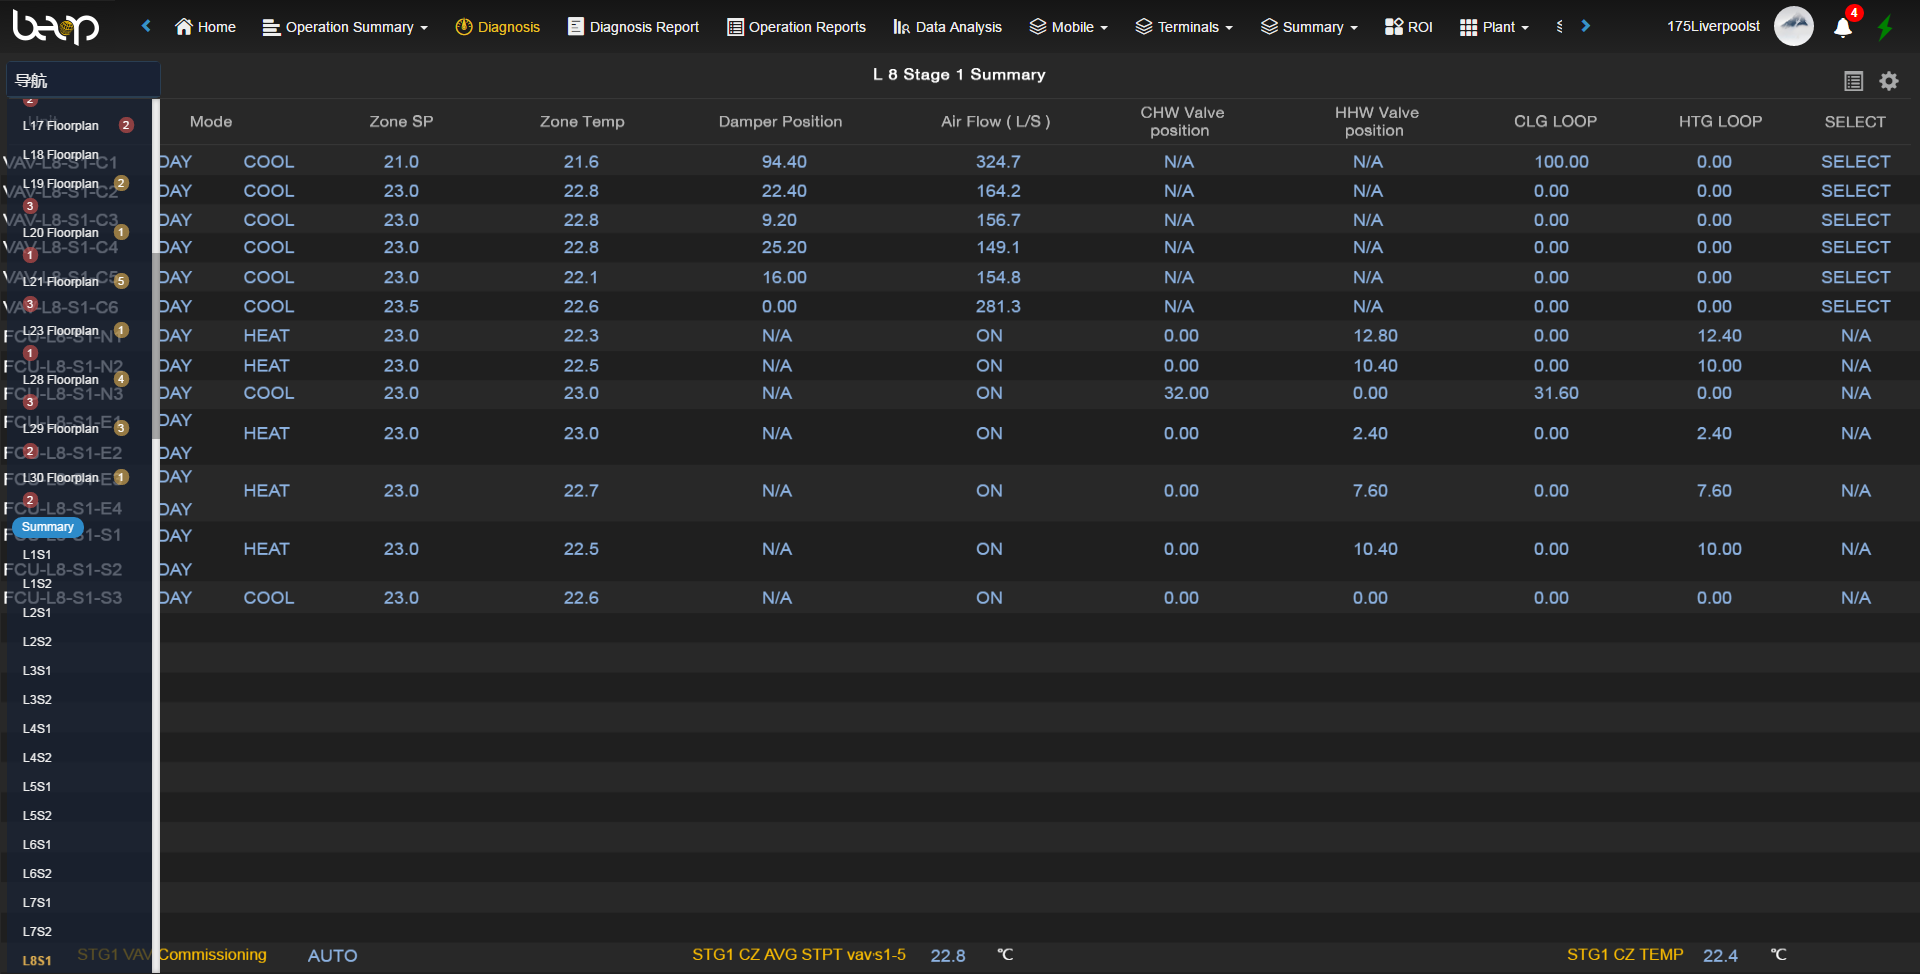 beop
Home
Operation Summary
Diagnosis
Diagnosis Report
Operation Reports
Data Analysis
Mobile
Terminals
Summary
ROI
Plant
175Liverpoolst
4
导航
L 8 Stage 1 Summary
Unit Mode Zone SP Zone Temp Damper Position Air Flow ( L/S ) CHW Valve position HHW Valve position CLG LOOP HTG LOOP SELECT
VAV-L8-S1-C1 DAY COOL 21.0 21.6 94.40 324.7 N/A N/A 100.00 0.00 SELECT
VAV-L8-S1-C2 DAY COOL 23.0 22.8 22.40 164.2 N/A N/A 0.00 0.00 SELECT
VAV-L8-S1-C3 DAY COOL 23.0 22.8 9.20 156.7 N/A N/A 0.00 0.00 SELECT
VAV-L8-S1-C4 DAY COOL 23.0 22.8 25.20 149.1 N/A N/A 0.00 0.00 SELECT
VAV-L8-S1-C5 DAY COOL 23.0 22.1 16.00 154.8 N/A N/A 0.00 0.00 SELECT
VAV-L8-S1-C6 DAY COOL 23.5 22.6 0.00 281.3 N/A N/A 0.00 0.00 SELECT
FCU-L8-S1-N1 DAY HEAT 23.0 22.3 N/A ON 0.00 12.80 0.00 12.40 N/A
FCU-L8-S1-N2 DAY HEAT 23.0 22.5 N/A ON 0.00 10.40 0.00 10.00 N/A
FCU-L8-S1-N3 DAY COOL 23.0 23.0 N/A ON 32.00 0.00 31.60 0.00 N/A
FCU-L8-S1-E1 DAY
HEAT 23.0 23.0 N/A ON 0.00 2.40 0.00 2.40 N/A
FCU-L8-S1-E2 DAY
FCU-L8-S1-E3 DAY
HEAT 23.0 22.7 N/A ON 0.00 7.60 0.00 7.60 N/A
FCU-L8-S1-E4 DAY
FCU-L8-S1-S1 DAY
HEAT 23.0 22.5 N/A ON 0.00 10.40 0.00 10.00 N/A
FCU-L8-S1-S2 DAY
FCU-L8-S1-S3 DAY COOL 23.0 22.6 N/A ON 0.00 0.00 0.00 0.00 N/A
2
L17 Floorplan 2
L18 Floorplan
L19 Floorplan 2
3
L20 Floorplan 1
1
L21 Floorplan 5
3
L23 Floorplan 1
1
L28 Floorplan 4
3
L29 Floorplan 3
2
L30 Floorplan 1
2
Summary
L1S1
L1S2
L2S1
L2S2
L3S1
L3S2
L4S1
L4S2
L5S1
L5S2
L6S1
L6S2
L7S1
L7S2
L8S1
STG1 VAV Commissioning AUTO STG1 CZ AVG STPT vav-s1-5 22.8 ℃ STG1 CZ TEMP 22.4 ℃